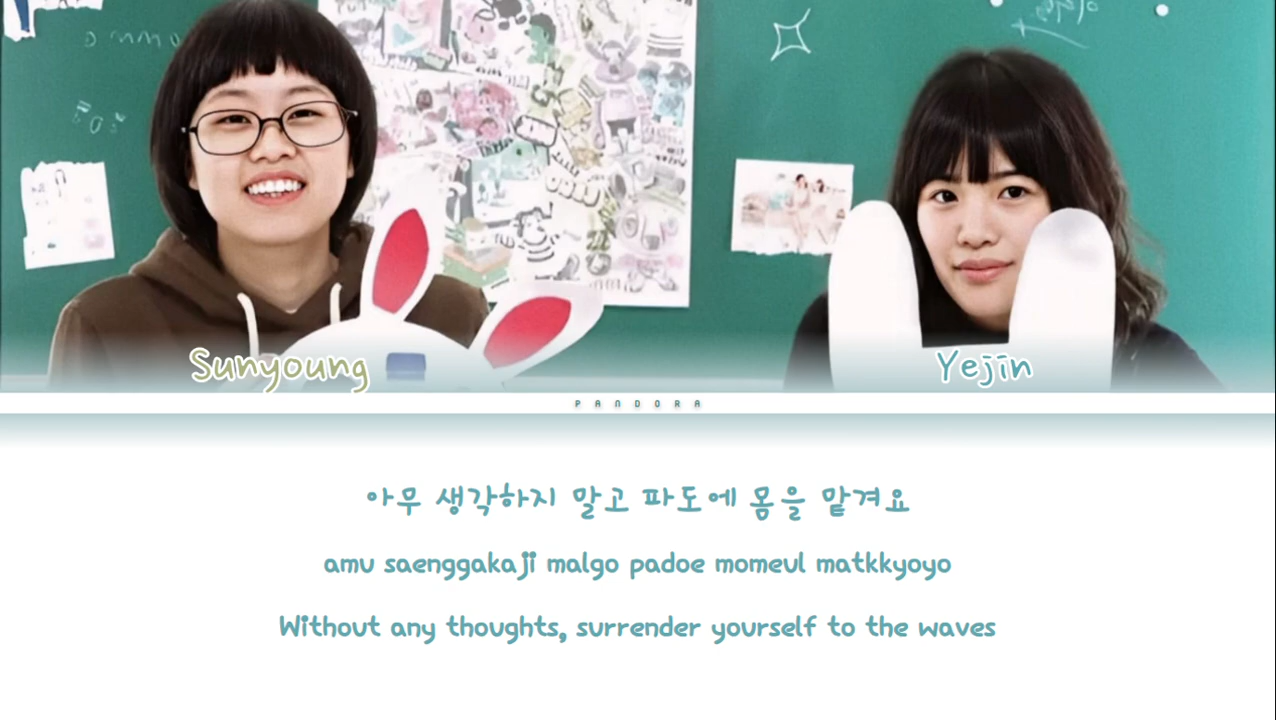 Sunyoung
Yejin
PANDORA
아무 생각하지 말고 파도에 몸을 맡겨요
amu saenggakaji malgo padoe momeul matkkyoyo
Without any thoughts, surrender yourself to the waves